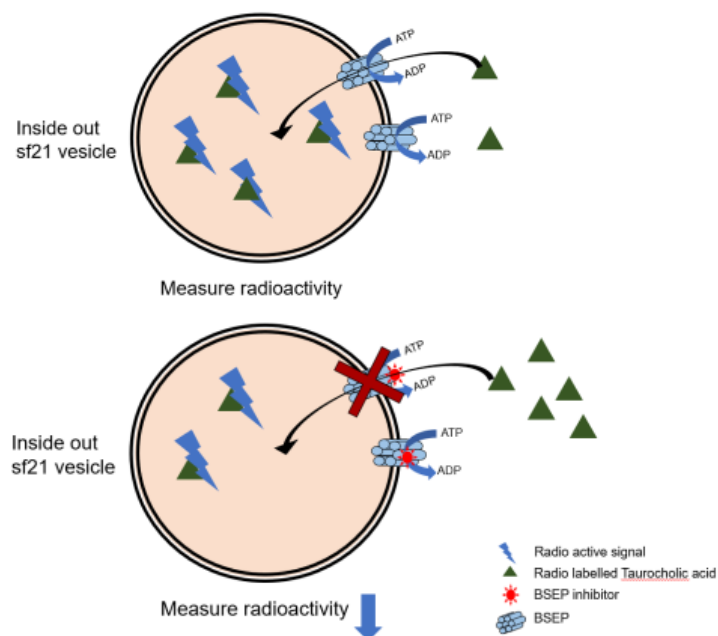 ATP
ADP
Inside out
sf21 vesicle
ATP
ADP
Measure radioactivity
ATP
ADP
Inside out
sf21 vesicle
ATP
ADP
Radio active signal
Radio labelled Taurocholic acid
BSEP inhibitor
BSEP
Measure radioactivity